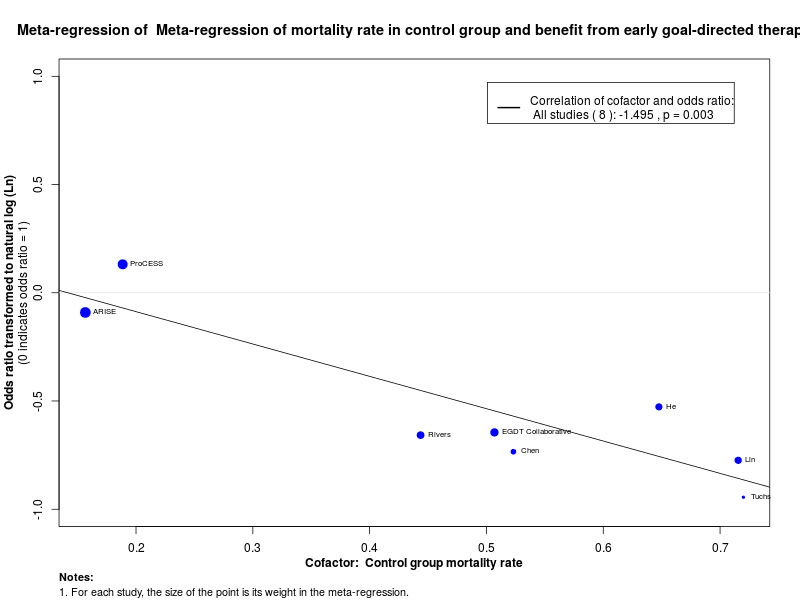 Meta-regression of  Meta-regression of mortality rate in control group and benefit from early goal-directed therap
1.0
0.5
0.0
-0.5
-1.0
Odds ratio transformed to natural log (Ln)
(0 indicates odds ratio = 1)
Correlation of cofactor and odds ratio:
All studies ( 8 ): -1.495 , p = 0.003
ProCESS
ARISE
He
Rivers
EGDT Collaborative
Chen
Lin
Tuchs
0.2
0.3
0.4
0.5
0.6
0.7
Cofactor:  Control group mortality rate
Notes:
1. For each study, the size of the point is its weight in the meta-regression.